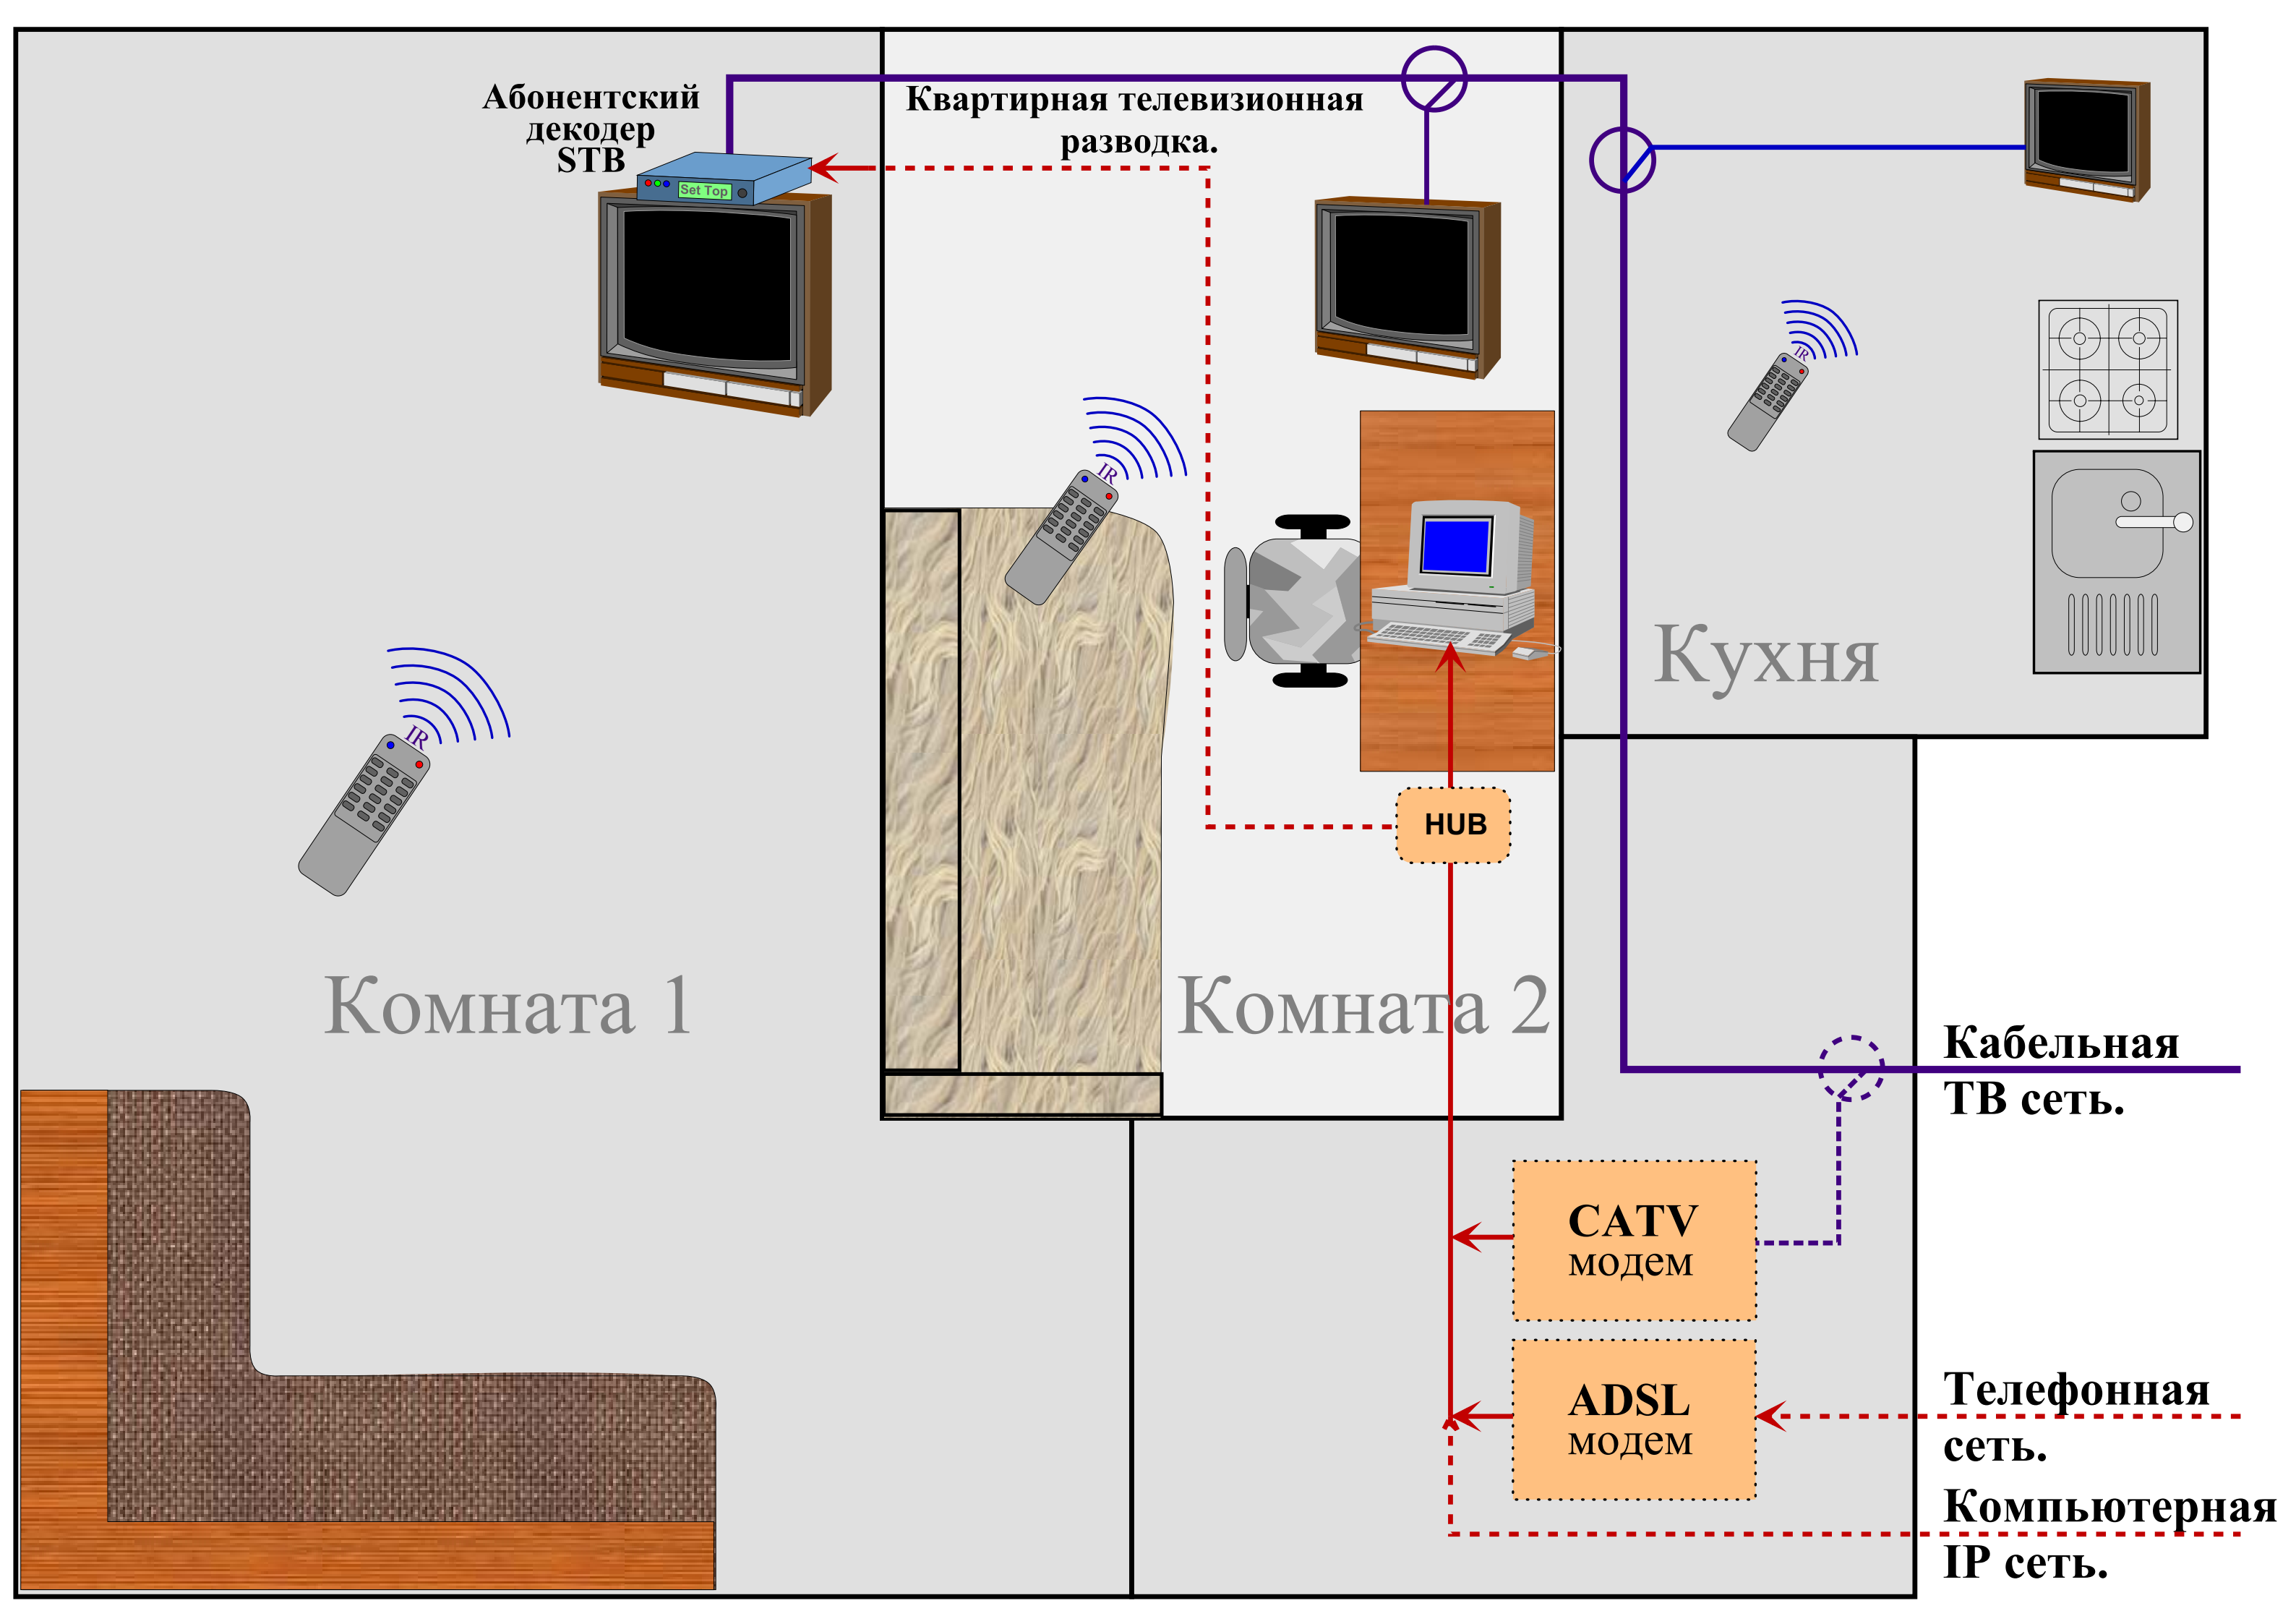 Абонентский
декодер
STB
Set Top
Квартирная телевизионная
разводка.
IR
IR
IR
Кухня
HUB
Комната 1
Комната 2
Кабельная
ТВ сеть.
CATV
модем
ADSL
модем
Телефонная
сеть.
Компьютерная
IP сеть.